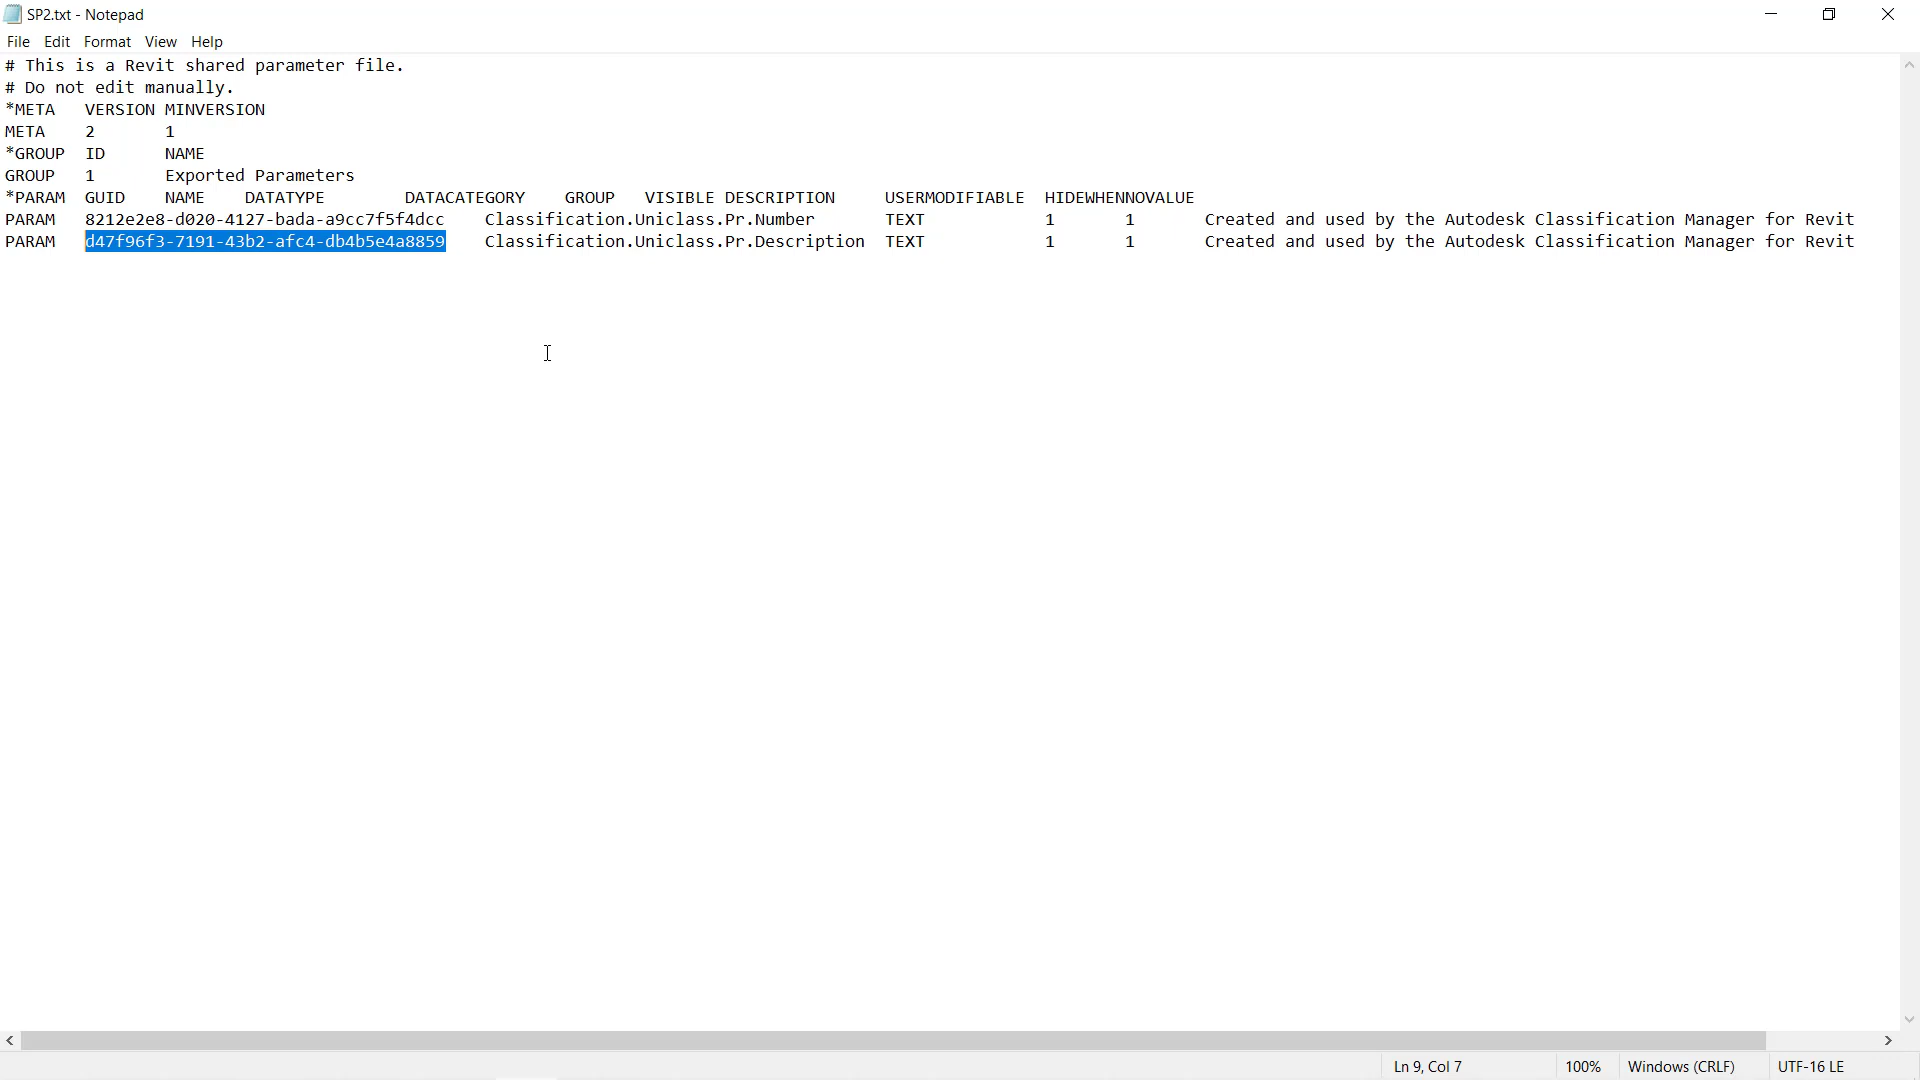 SP2.txt - Notepad
File Edit Format View Help
# This is a Revit shared parameter file.
# Do not edit manually.
*META VERSION MINVERSION
META 2 1
*GROUP ID NAME
GROUP 1 Exported Parameters
*PARAM GUID NAME DATATYPE DATACATEGORY GROUP VISIBLE DESCRIPTION USERMODIFIABLE HIDEWHENNOVALUE
PARAM 8212e2e8-d020-4127-bada-a9cc7f5f4dcc Classification.Uniclass.Pr.Number TEXT 1 1 Created and used by the Autodesk Classification Manager for Revit
PARAM d47f96f3-7191-43b2-afc4-db4b5e4a8859 Classification.Uniclass.Pr.Description TEXT 1 1 Created and used by the Autodesk Classification Manager for Revit
Ln 9, Col 7 100% Windows (CRLF) UTF-16 LE